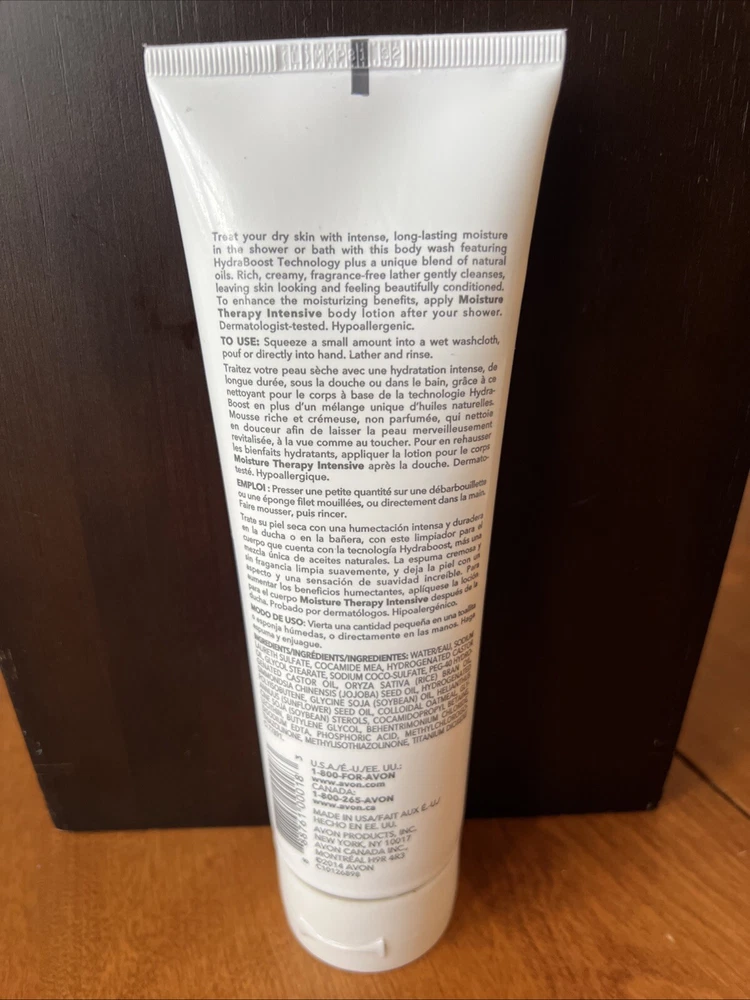 Treat your dry skin with intense, long-lasting moisture
in the shower or bath with this body wash featuring
HydraBoost Technology plus a unique blend of natural
oils. Rich, creamy, fragrance-free lather gently cleanses,
leaving skin looking and feeling beautifully conditioned.
To enhance the moisturizing benefits, apply Moisture
Therapy Intensive body lotion after your shower.
Dermatologist-tested. Hypoallergenic.
TO USE: Squeeze a small amount into a wet washcloth,
pouf or directly into hand. Lather and rinse.
Traitez votre peau sèche avec une hydratation intense, de
longue durée, sous la douche ou dans le bain, grâce à ce
nettoyant pour le corps à base de la technologie Hydra-
Boost en plus d'un mélange unique d'huiles naturelles.
Mousse riche et crémeuse, non parfumée, qui nettoie
en douceur afin de laisser la peau merveilleusement
revitalisée, à la vue comme au toucher. Pour en rehausser
les bienfaits hydratants, appliquer la lotion pour le corps
Moisture Therapy Intensive après la douche. Dermato-
testé. Hypoallergique.
EMPLOI : Presser une petite quantité sur une débarbouillette
ou une éponge filet mouillées, ou directement dans la main.
Faire mousser, puis rincer.
Trate su piel seca con una humectación intensa y duradera
en la ducha o en la bañera, con este limpiador para el
cuerpo que cuenta con la tecnología Hydraboost, más una
mezcla única de aceites naturales. La espuma cremosa y
sin fragancia limpia suavemente, y deja la piel con un
aspecto y una sensación de suavidad increíble. Para
aumentar los beneficios humectantes, aplíquese la loción
para el cuerpo Moisture Therapy Intensive después de la
ducha. Probado por dermatólogos. Hipoalergénico.
MODO DE USO: Vierta una cantidad pequeña en una toallita
o esponja húmedas, o directamente en las manos. Haga
espuma y enjuague.
INGREDIENTS/INGRÉDIENTS/INGREDIENTES: WATER/EAU, SODIUM
LAURETH SULFATE, COCAMIDE MEA, HYDROGENATED CASTOR
OIL, GLYCOL STEARATE, SODIUM COCO-SULFATE, PEG-40 HYDRO-
GENATED CASTOR OIL, ORYZA SATIVA (RICE) BRAN OIL,
SIMMONDSIA CHINENSIS (JOJOBA) SEED OIL, HYDROGENATED
POLYISOBUTENE, GLYCINE SOJA (SOYBEAN) OIL, HELIANTHUS
ANNUUS (SUNFLOWER) SEED OIL, COLLOIDAL OATMEAL,
SOJA (SOYBEAN) STEROLS, COCAMIDOPROPYL
BUTYLENE GLYCOL, BEHENTRIMONIUM CHLORIDE,
EDTA, PHOSPHORIC ACID, METHYLCHLORO-
METHYLISOTHIAZOLINONE, TITANIUM DIOXIDE
U.S.A./É.-U./EE. UU.:
1-800-FOR-AVON
www.avon.com
CANADA:
1-800-265-AVON
www.avon.ca
MADE IN USA/FAIT AUX É.-U./
HECHO EN EE. UU.
AVON PRODUCTS, INC.
NEW YORK, NY 10017
AVON CANADA INC.,
MONTRÉAL H9R 4R3
©2014 AVON